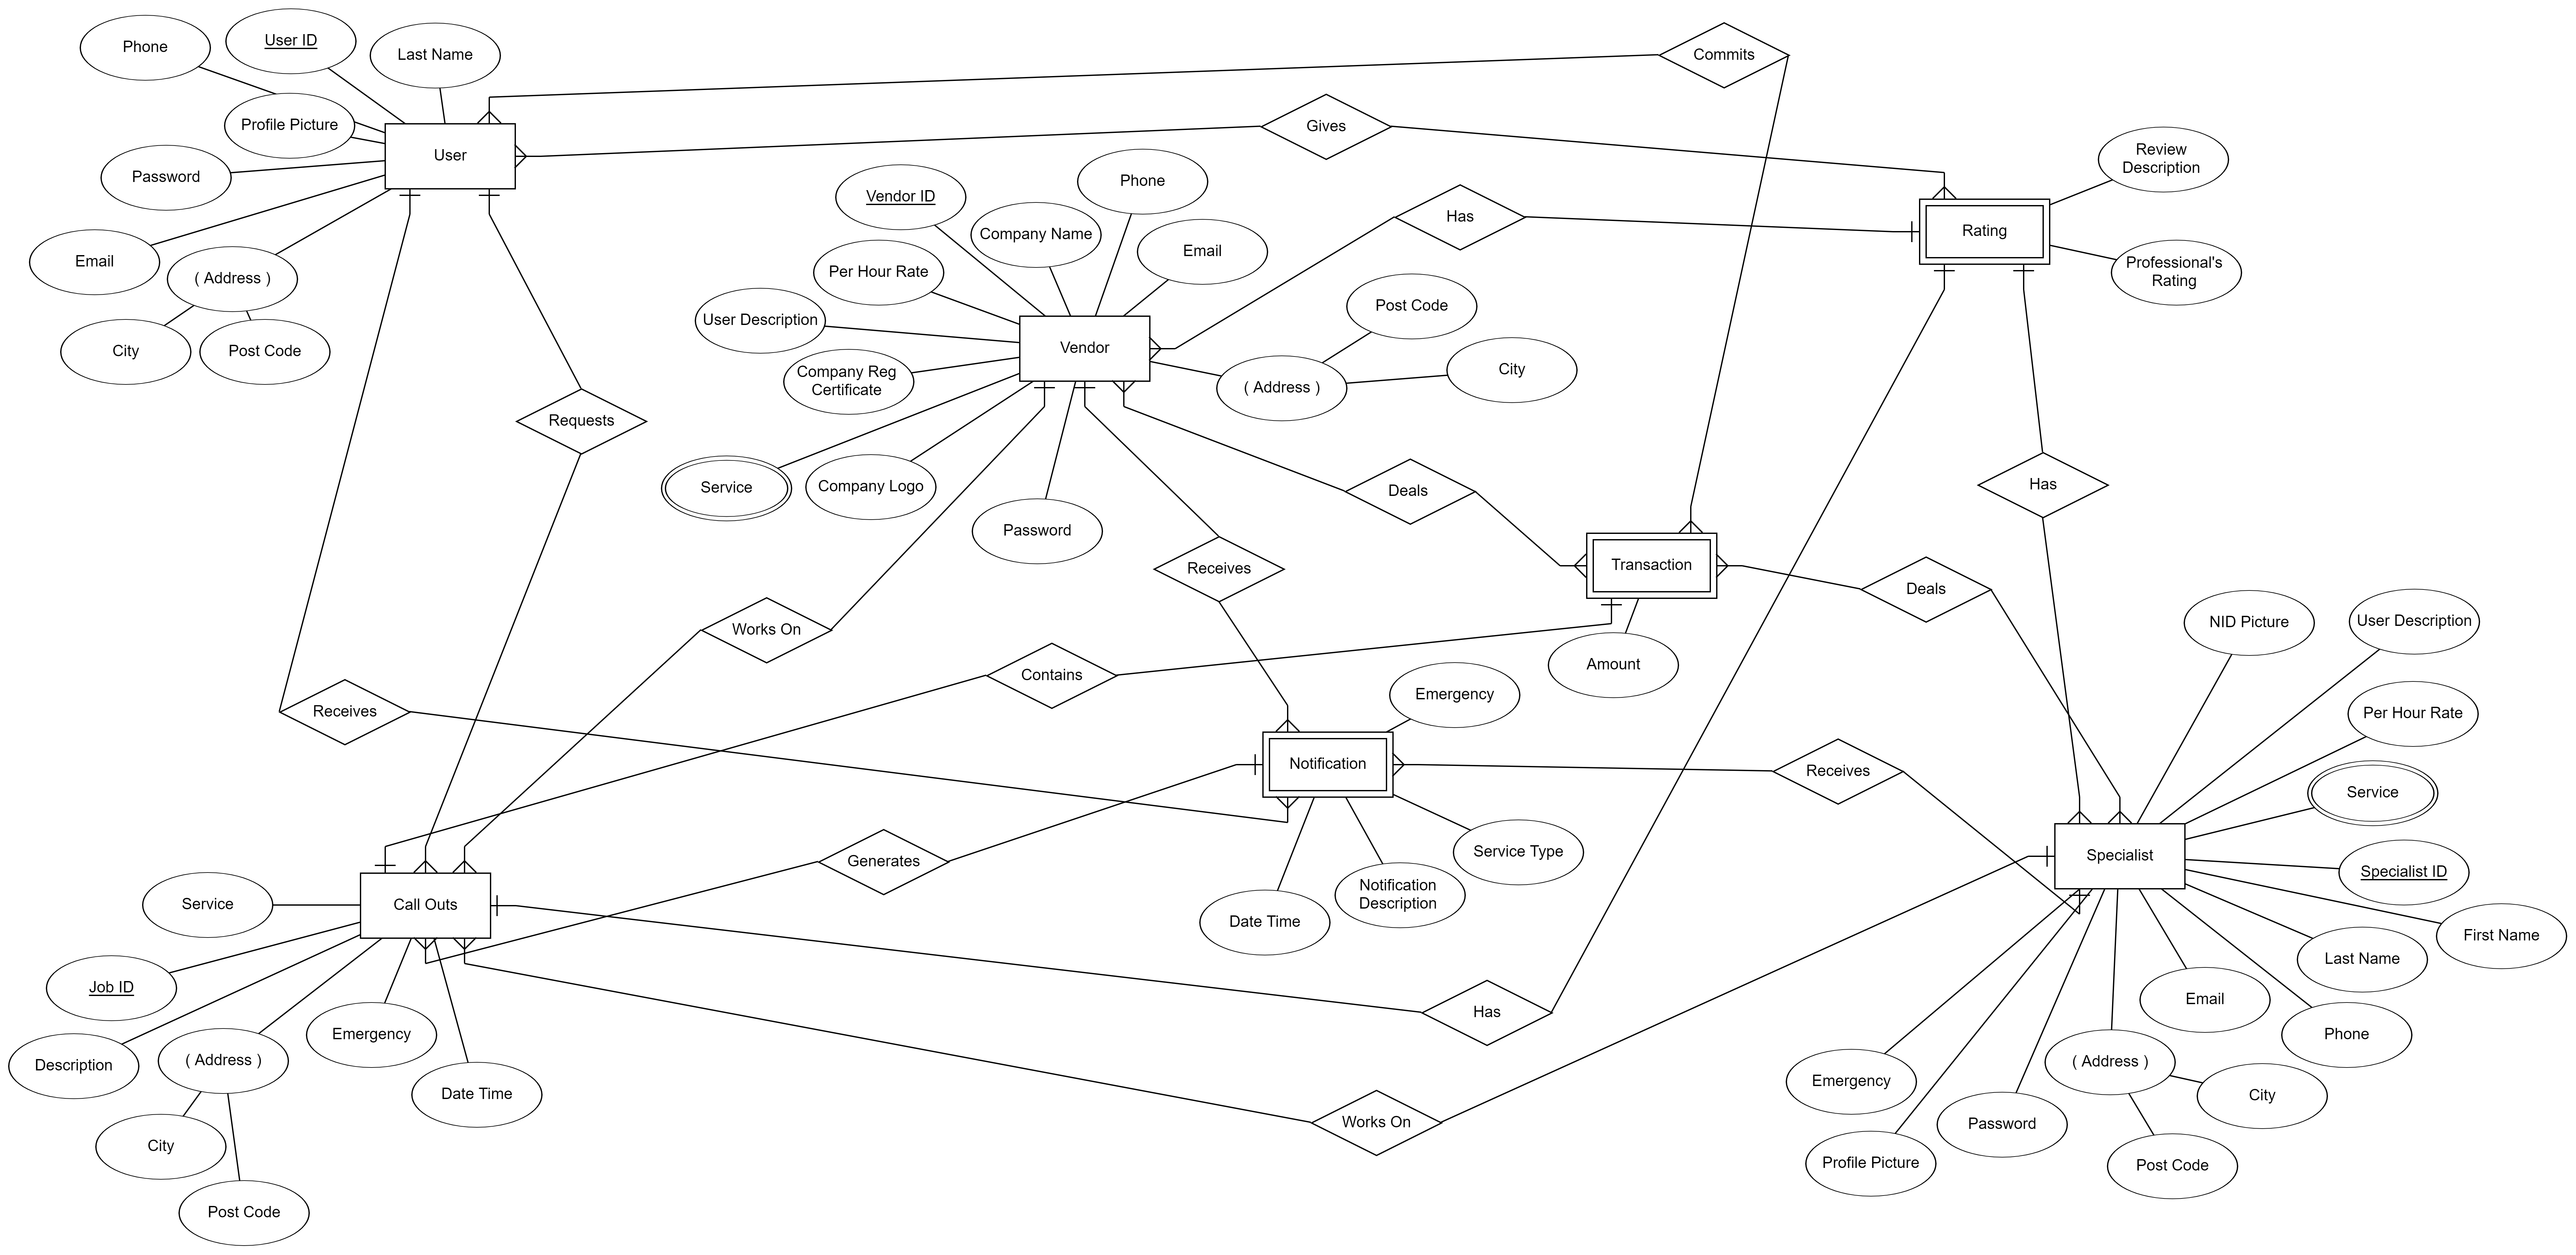 Phone
User ID
Last Name
Commits
Profile Picture
User
Gives
Password
Review
Description
Phone
Vendor ID
Company Name
Has
Rating
Email
Email
( Address )
Per Hour Rate
Professional's
Rating
User Description
Post Code
City
Post Code
Vendor
Company Reg
Certificate
( Address )
City
Requests
Service
Company Logo
Deals
Has
Password
Receives
Transaction
Deals
Works On
NID Picture
User Description
Contains
Amount
Emergency
Receives
Per Hour Rate
Notification
Receives
Service
Generates
Service Type
Specialist
Specialist ID
Service
Call Outs
Notification
Description
Date Time
First Name
Last Name
Job ID
Email
Has
Emergency
Phone
Description
( Address )
( Address )
Emergency
Date Time
City
Works On
Password
City
Profile Picture
Post Code
Post Code